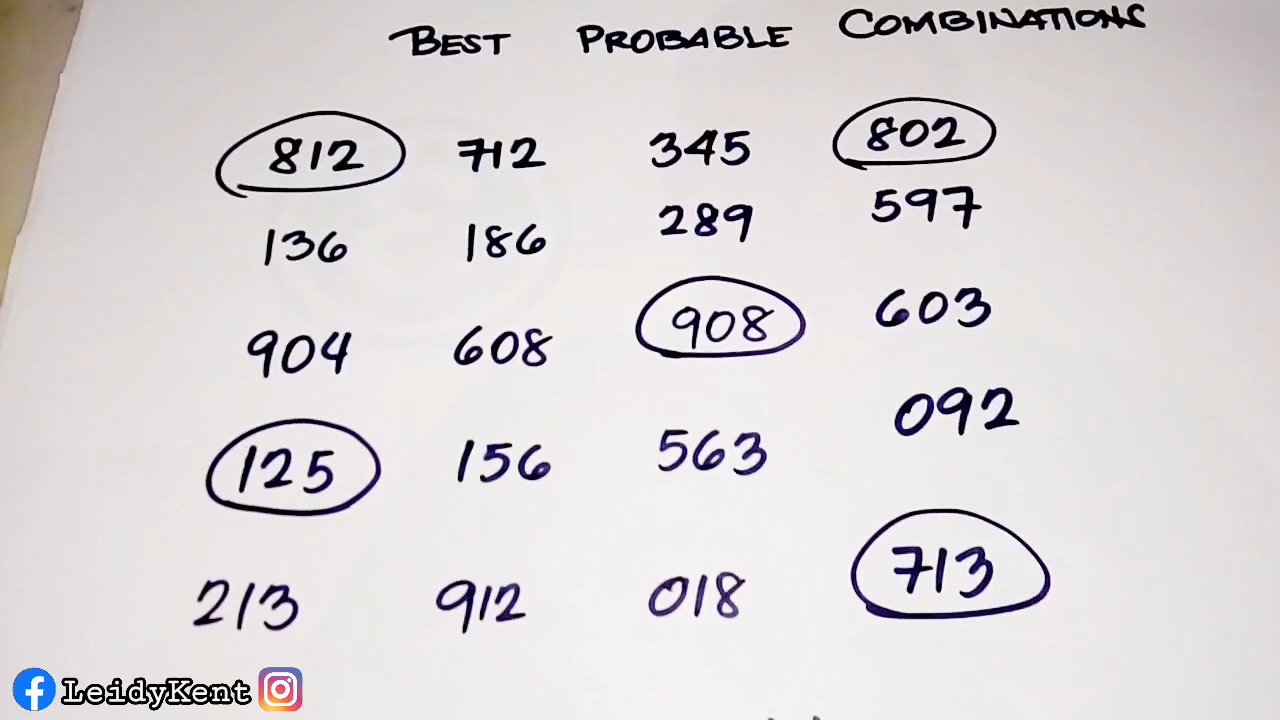 BEST PROBABLE COMBINATIONS
812 712 345 802
136 186 289 597
904 608 908 603
125 156 563 092
213 912 018 713
LeidyKent